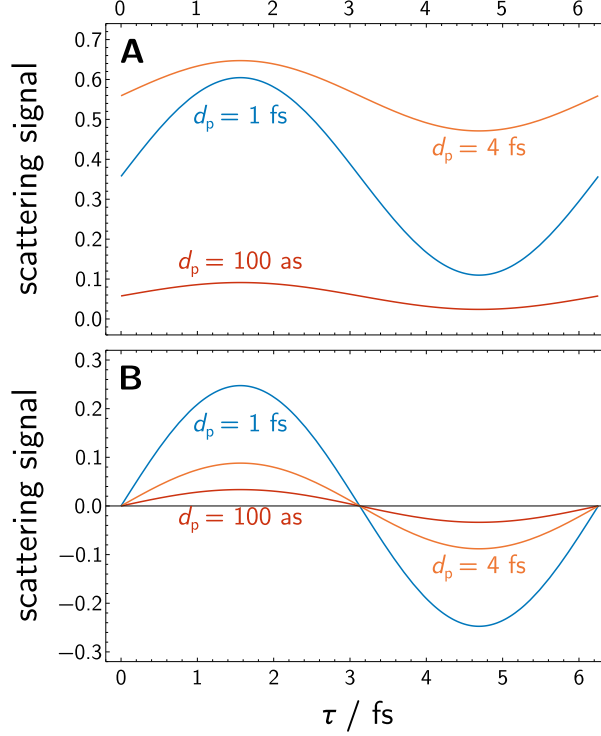 0 1 2 3 4 5 6
A
0.7
0.6
0.5
0.4
0.3
0.2
0.1
0.0
scattering signal
dp = 1 fs
dp = 4 fs
dp = 100 as
B
0.3
0.2
0.1
0.0
−0.1
−0.2
−0.3
scattering signal
dp = 1 fs
dp = 100 as
dp = 4 fs
0 1 2 3 4 5 6
τ / fs